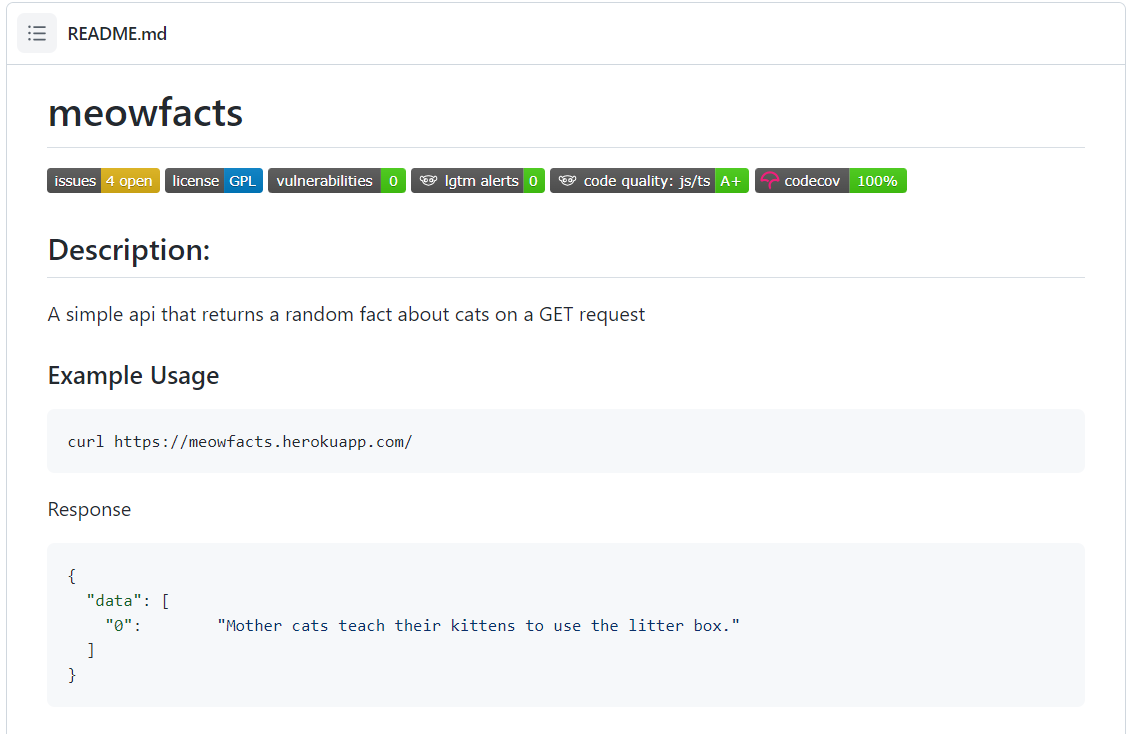 README.md
meowfacts
issues 4 open license GPL vulnerabilities 0 lgtm alerts 0 code quality: js/ts A+ codecov 100%
Description:
A simple api that returns a random fact about cats on a GET request
Example Usage
curl https://meowfacts.herokuapp.com/
Response
{
"data": [
"0": "Mother cats teach their kittens to use the litter box."
]
}